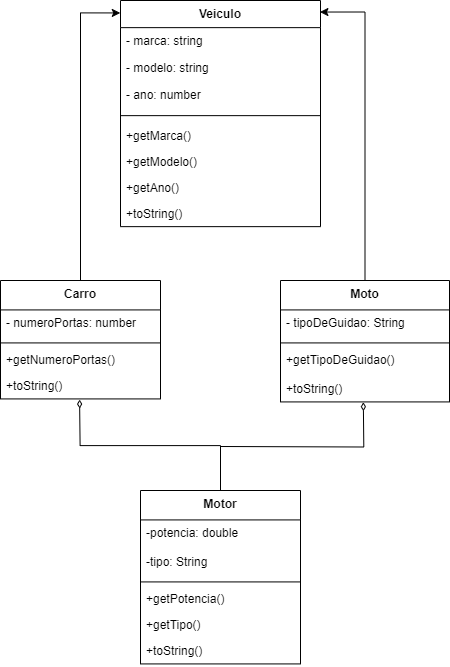 Veiculo
- marca: string
- modelo: string
- ano: number
+getMarca()
+getModelo()
+getAno()
+toString()
Carro
- numeroPortas: number
+getNumeroPortas()
+toString()
Moto
- tipoDeGuidao: String
+getTipoDeGuidao()
+toString()
Motor
-potencia: double
-tipo: String
+getPotencia()
+getTipo()
+toString()